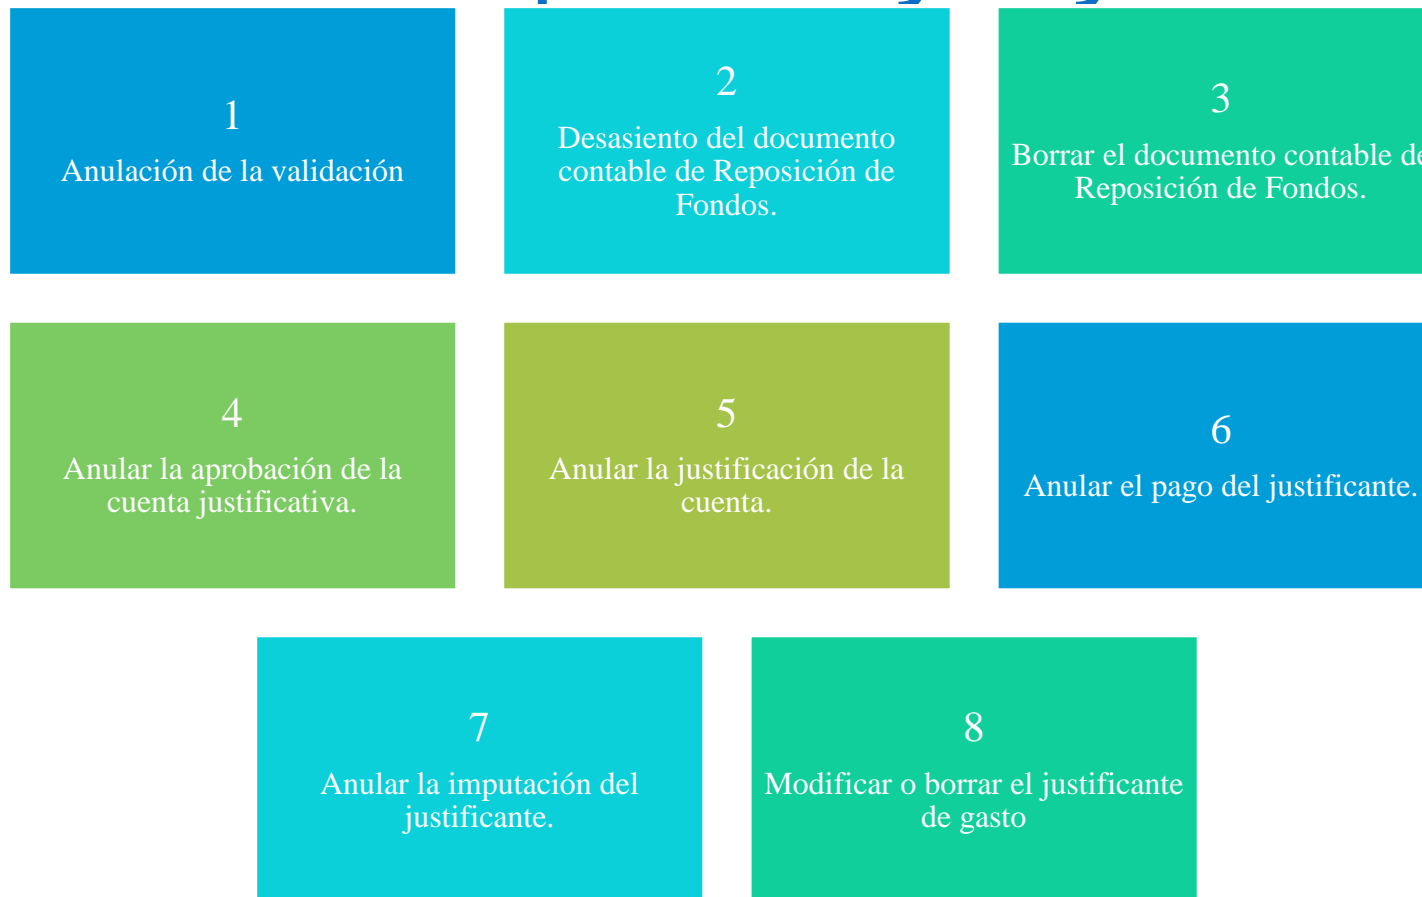 1
Anulación de la validación
2
Desasiento del documento
contable de Reposición de
Fondos.
3
Borrar el documento contable de
Reposición de Fondos.
4
Anular la aprobación de la
cuenta justificativa.
5
Anular la justificación de la
cuenta.
6
Anular el pago del justificante.
7
Anular la imputación del
justificante.
8
Modificar o borrar el justificante
de gasto